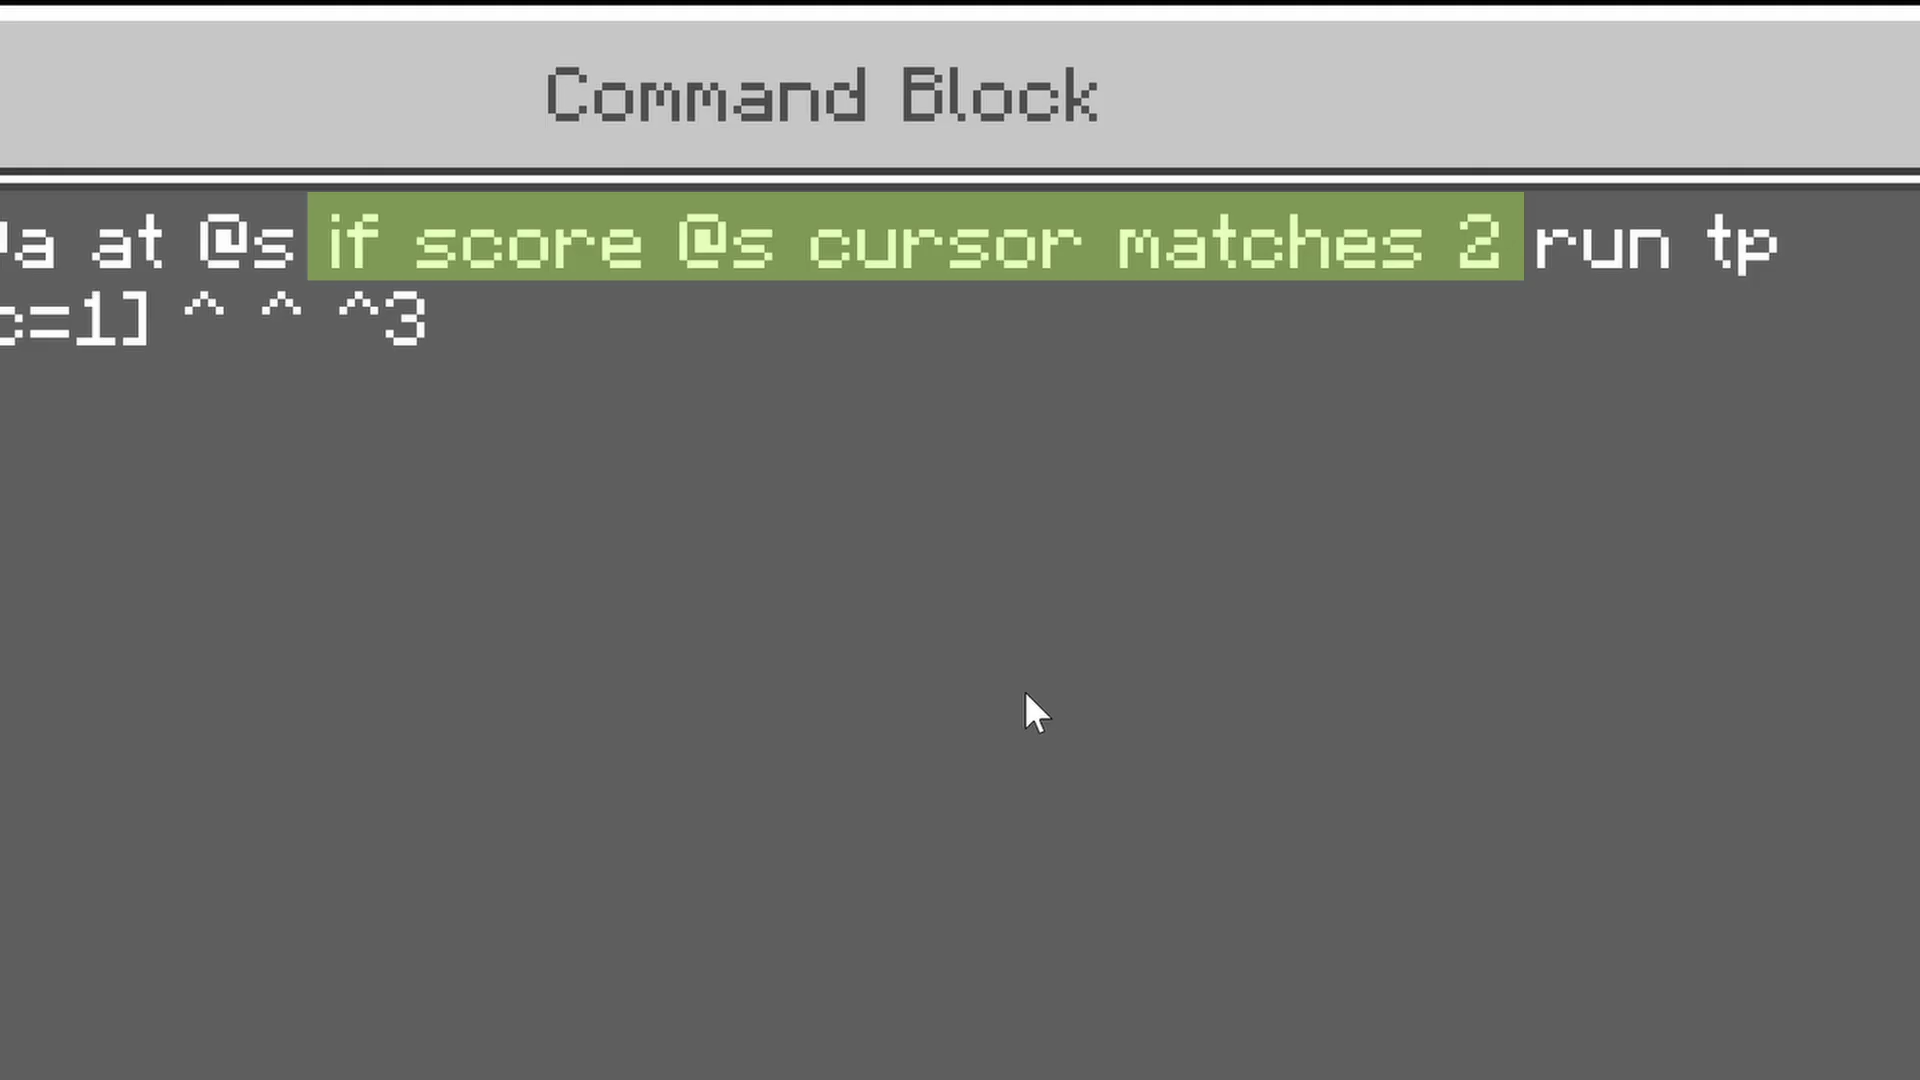 Command Block
a at @s if score @s cursor matches 2 run tp
c=1] ^ ^ ^3